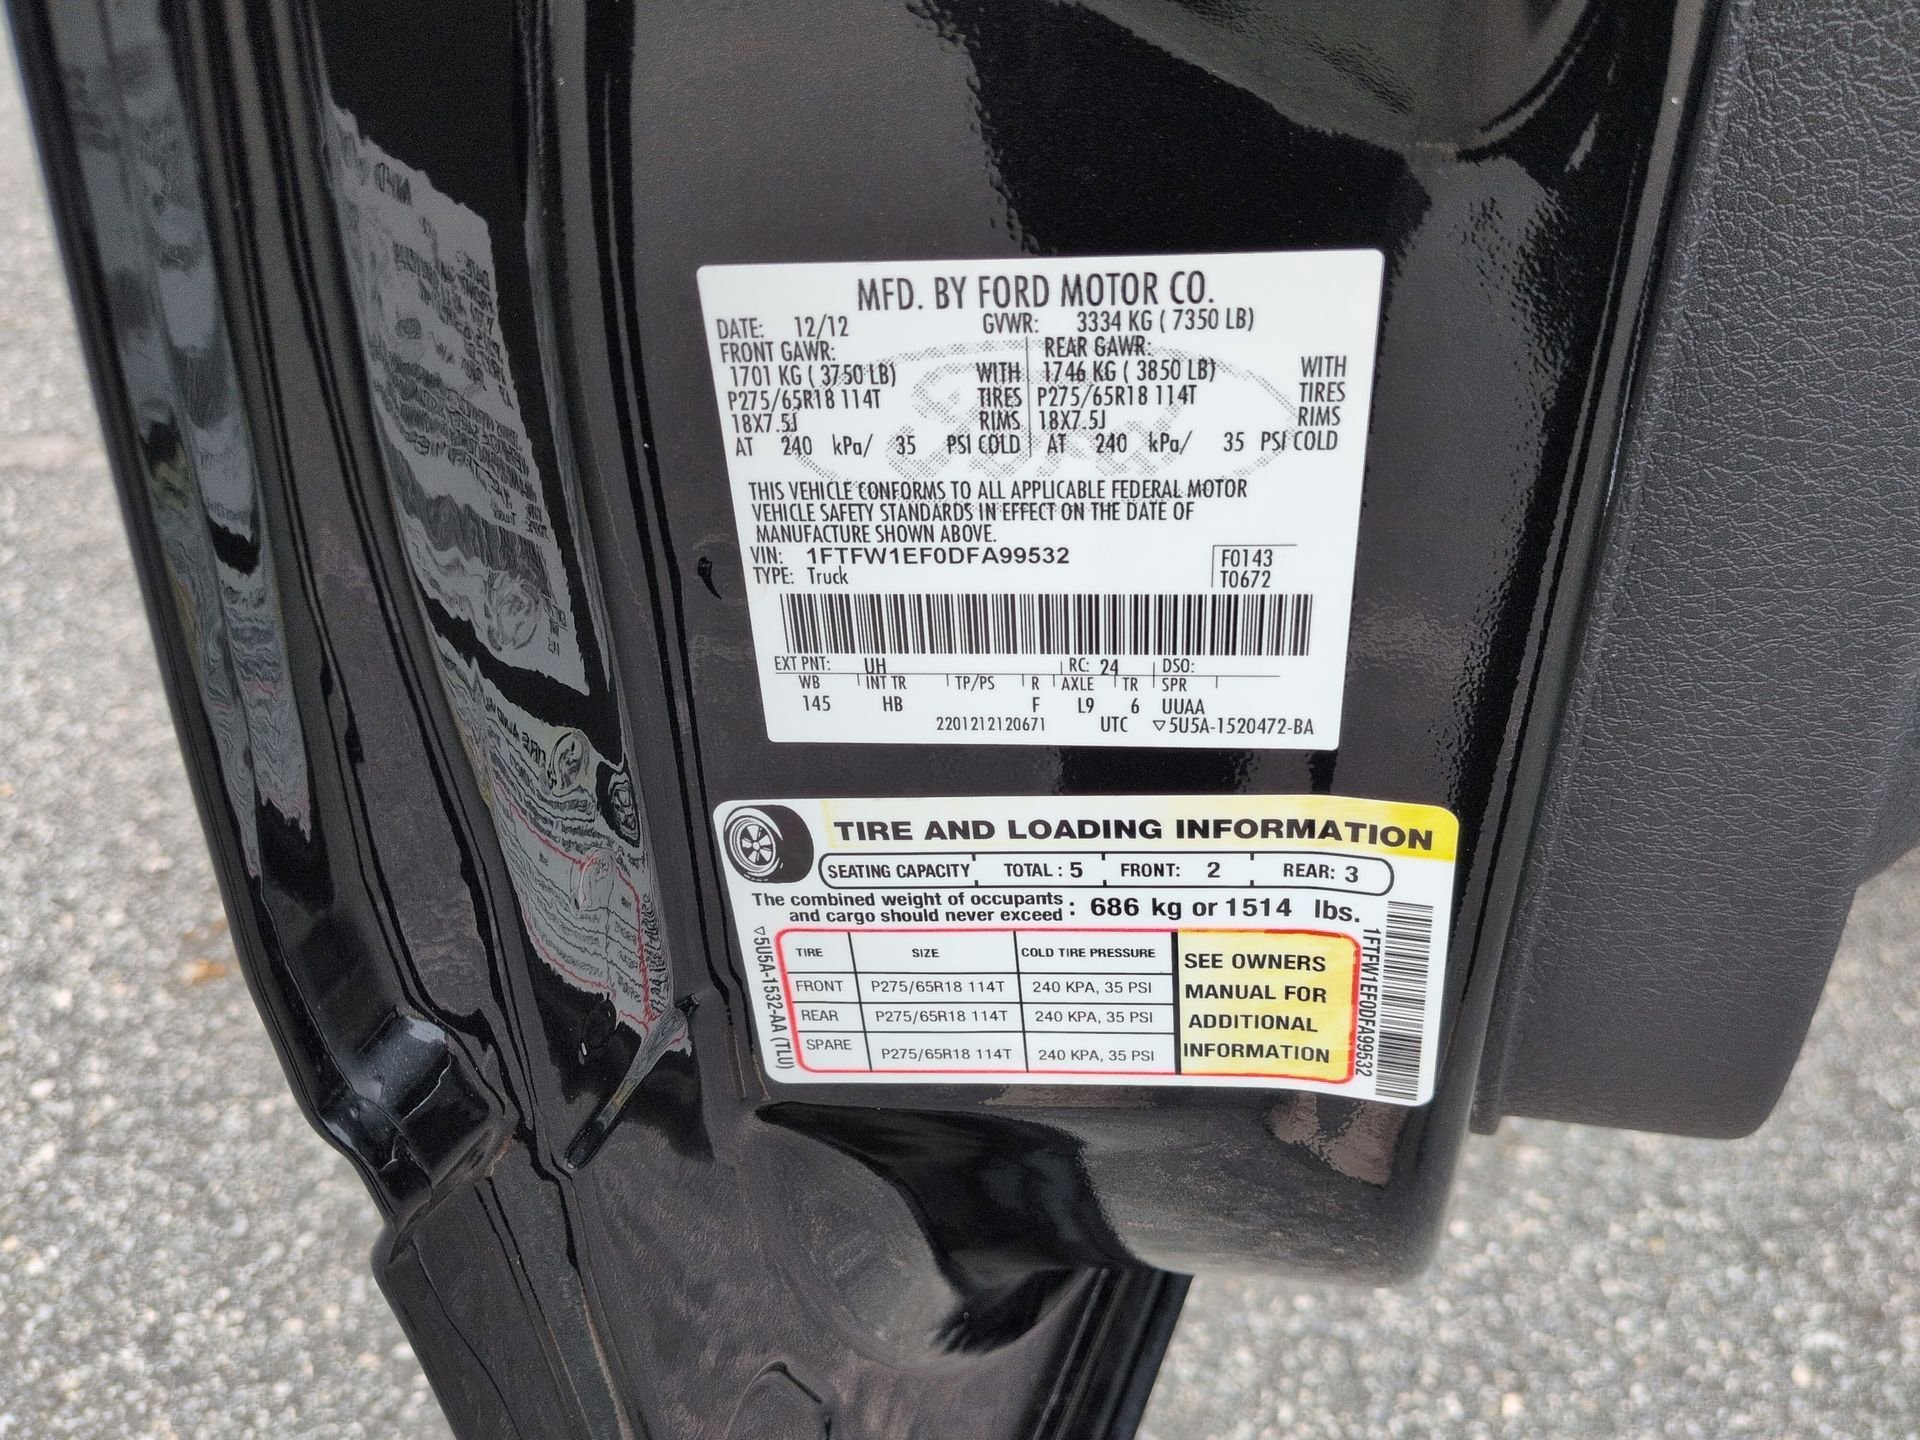 MFD. BY FORD MOTOR CO.
DATE: 12/12 GVWR: 3334 KG ( 7350 LB)
FRONT GAWR: REAR GAWR:
1701 KG ( 3750 LB) WITH 1746 KG ( 3850 LB) WITH
P275/65R18 114T TIRES P275/65R18 114T TIRES
18X7.5J RIMS 18X7.5J RIMS
AT 240 kPa/ 35 PSI COLD AT 240 kPa/ 35 PSI COLD
Ford
THIS VEHICLE CONFORMS TO ALL APPLICABLE FEDERAL MOTOR
VEHICLE SAFETY STANDARDS IN EFFECT ON THE DATE OF
MANUFACTURE SHOWN ABOVE.
VIN: 1FTFW1EF0DFA99532 F0143
TYPE: Truck T0672
EXT PNT: UH RC: 24 DSO:
WB INT TR TP/PS R AXLE TR SPR
145 HB F L9 6 UUAA
2201212120671 UTC ▽5U5A-1520472-BA
TIRE AND LOADING INFORMATION
SEATING CAPACITY TOTAL : 5 FRONT: 2 REAR: 3
The combined weight of occupants
and cargo should never exceed : 686 kg or 1514 lbs.
TIRE SIZE COLD TIRE PRESSURE
FRONT P275/65R18 114T 240 KPA, 35 PSI
REAR P275/65R18 114T 240 KPA, 35 PSI
SPARE P275/65R18 114T 240 KPA, 35 PSI
SEE OWNERS
MANUAL FOR
ADDITIONAL
INFORMATION
▽5U5A-1532-AA (TLU)
1FTFW1EF0DFA99532